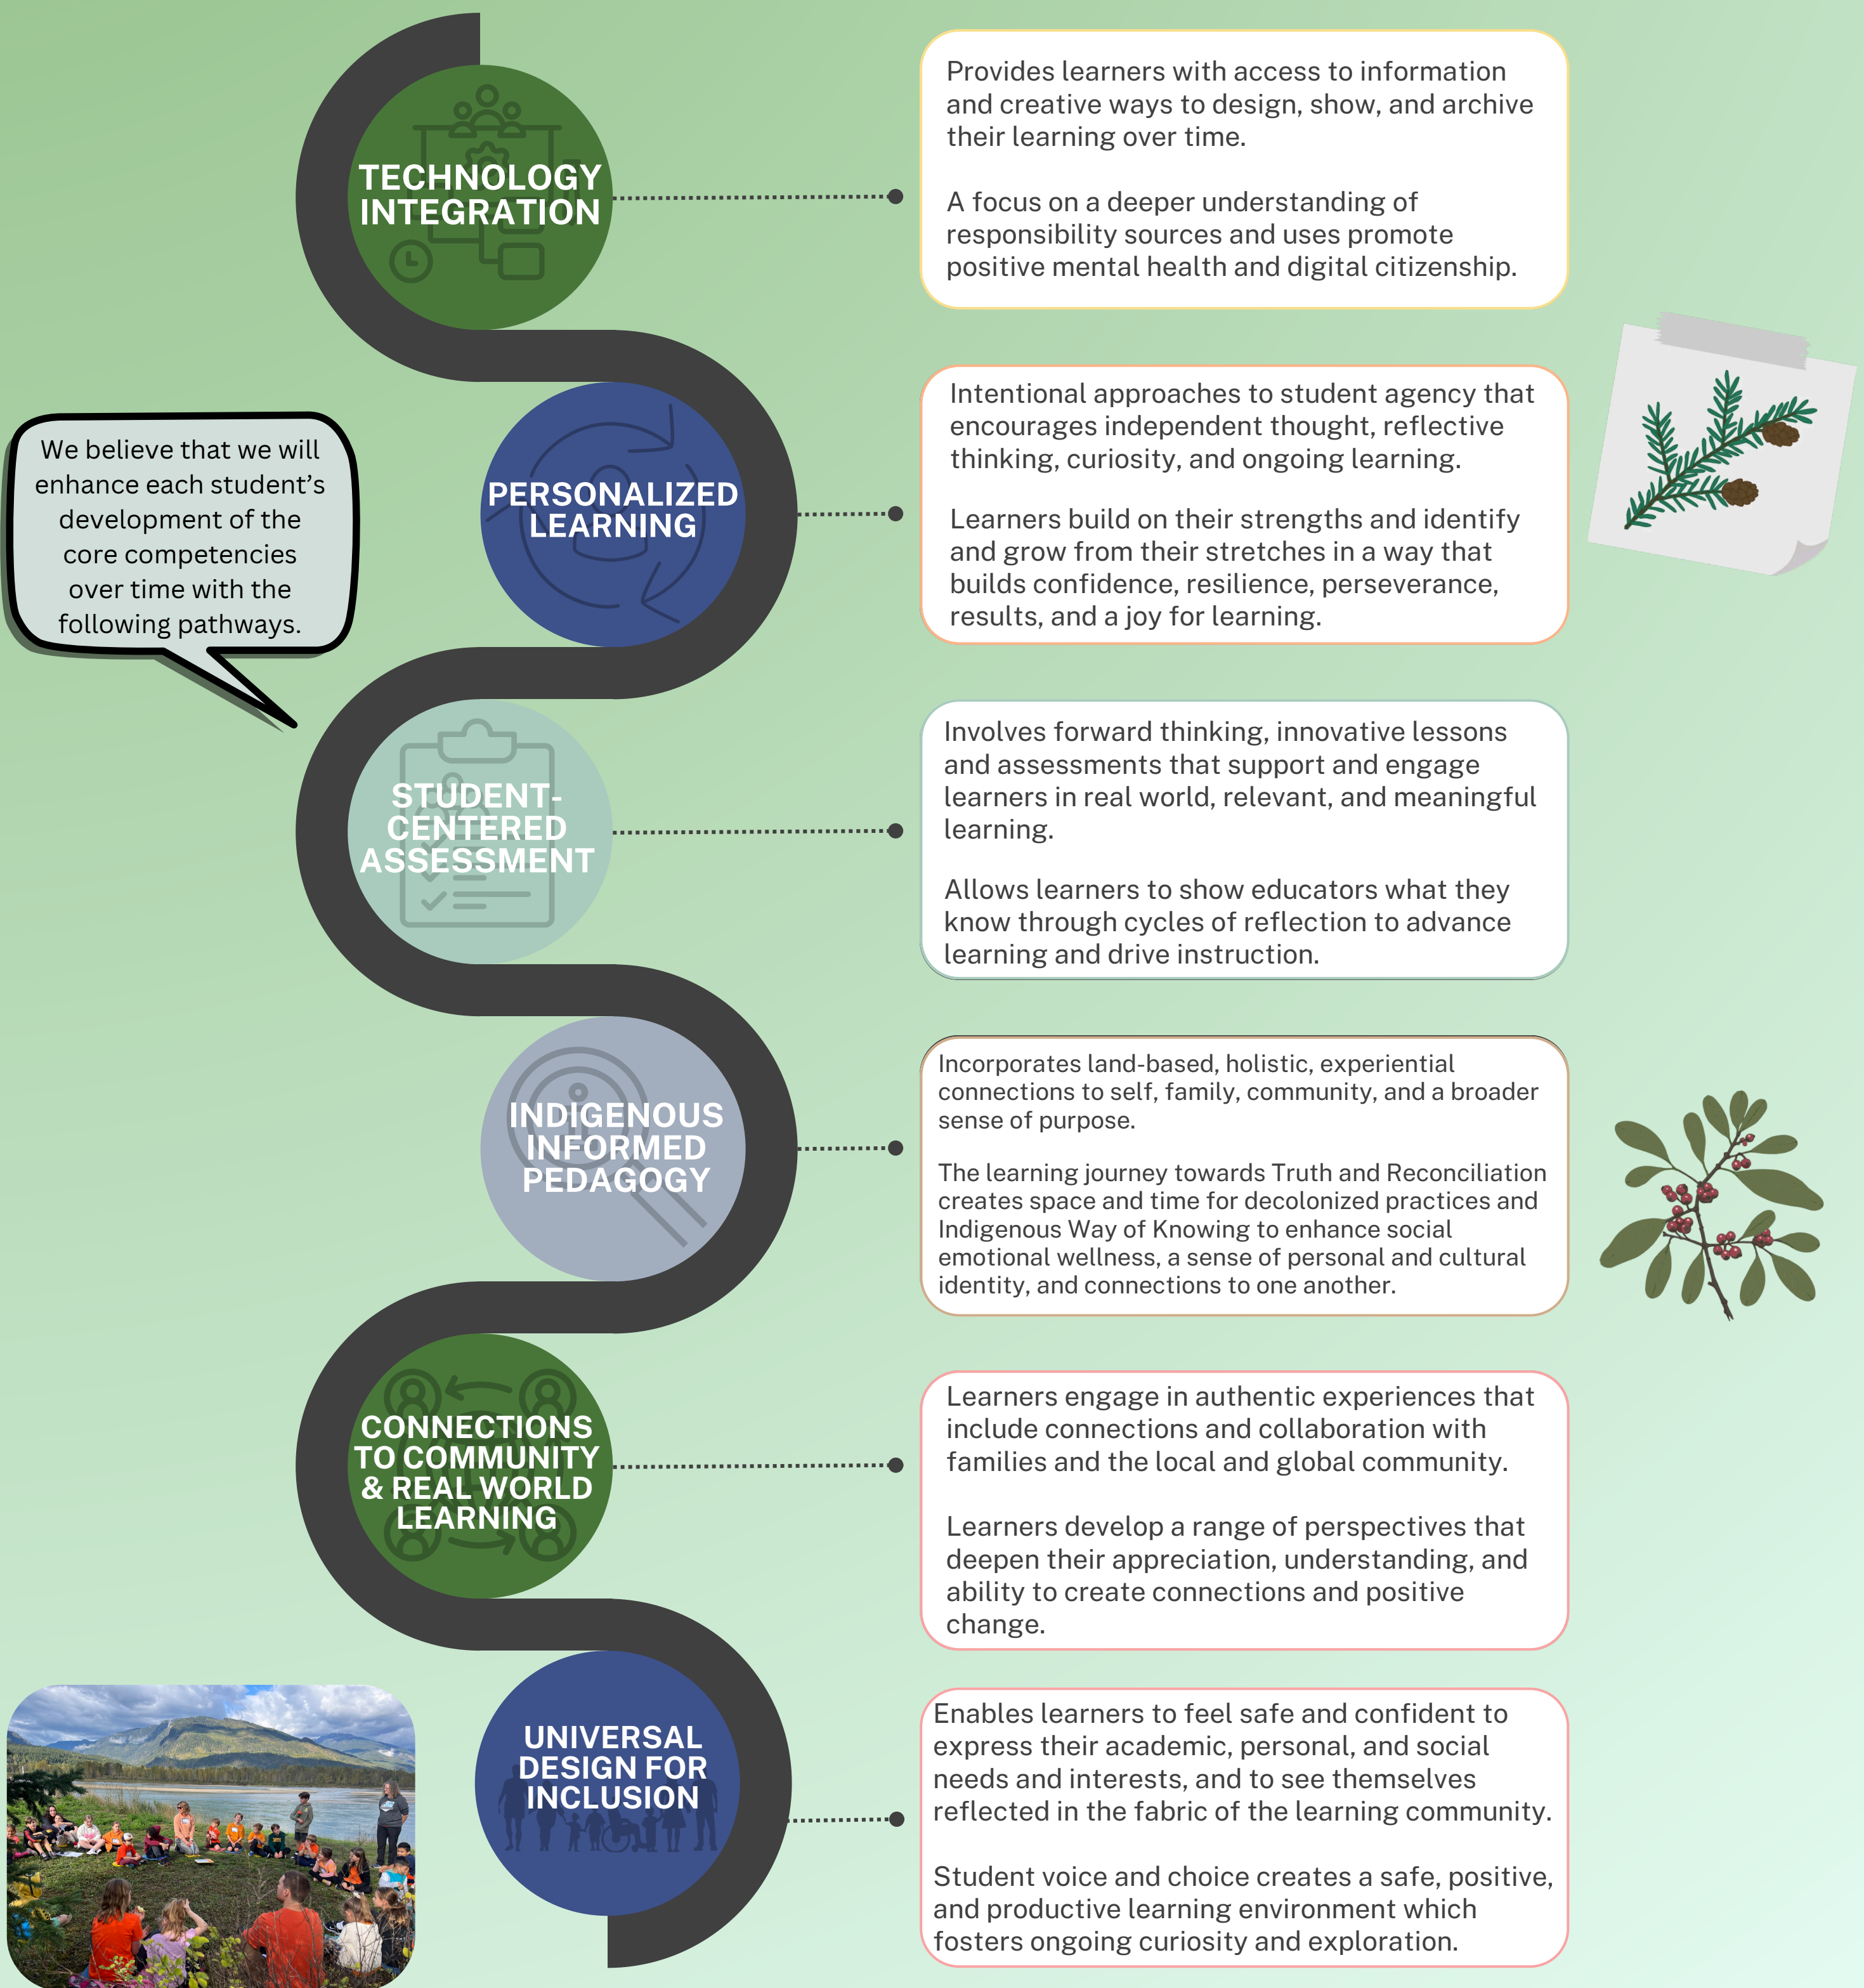 TECHNOLOGY
INTEGRATION
Provides learners with access to information
and creative ways to design, show, and archive
their learning over time.
A focus on a deeper understanding of
responsibility sources and uses promote
positive mental health and digital citizenship.
We believe that we will
enhance each student's
development of the
core competencies
over time with the
following pathways.
PERSONALIZED
LEARNING
Intentional approaches to student agency that
encourages independent thought, reflective
thinking, curiosity, and ongoing learning.
Learners build on their strengths and identify
and grow from their stretches in a way that
builds confidence, resilience, perseverance,
results, and a joy for learning.
STUDENT-
CENTERED
ASSESSMENT
Involves forward thinking, innovative lessons
and assessments that support and engage
learners in real world, relevant, and meaningful
learning.
Allows learners to show educators what they
know through cycles of reflection to advance
learning and drive instruction.
INDIGENOUS
INFORMED
PEDAGOGY
Incorporates land-based, holistic, experiential
connections to self, family, community, and a broader
sense of purpose.
The learning journey towards Truth and Reconciliation
creates space and time for decolonized practices and
Indigenous Way of Knowing to enhance social
emotional wellness, a sense of personal and cultural
identity, and connections to one another.
CONNECTIONS
TO COMMUNITY
& REAL WORLD
LEARNING
Learners engage in authentic experiences that
include connections and collaboration with
families and the local and global community.
Learners develop a range of perspectives that
deepen their appreciation, understanding, and
ability to create connections and positive
change.
UNIVERSAL
DESIGN FOR
INCLUSION
Enables learners to feel safe and confident to
express their academic, personal, and social
needs and interests, and to see themselves
reflected in the fabric of the learning community.
Student voice and choice creates a safe, positive,
and productive learning environment which
fosters ongoing curiosity and exploration.